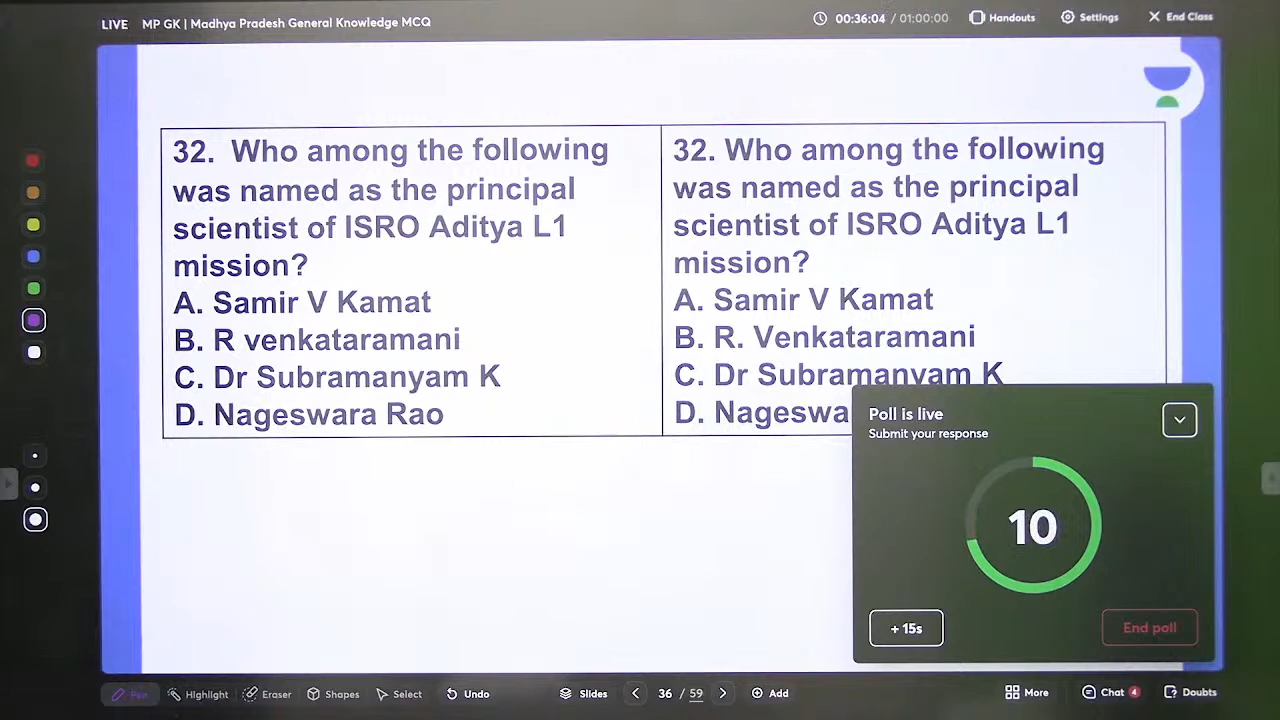 LIVE MP GK | Madhya Pradesh General Knowledge MCQ
00:36:04 / 01:00:00 Handouts Settings End Class
32. Who among the following
was named as the principal
scientist of ISRO Aditya L1
mission?
A. Samir V Kamat
B. R venkataramani
C. Dr Subramanyam K
D. Nageswara Rao
32. Who among the following
was named as the principal
scientist of ISRO Aditya L1
mission?
A. Samir V Kamat
B. R. Venkataramani
C. Dr Subramanyam K
D. Nageswa
Poll is live
Submit your response
10
+ 15s End poll
Pen Highlight Eraser Shapes Select Undo Slides 36 / 59 Add More Chat 4 Doubts